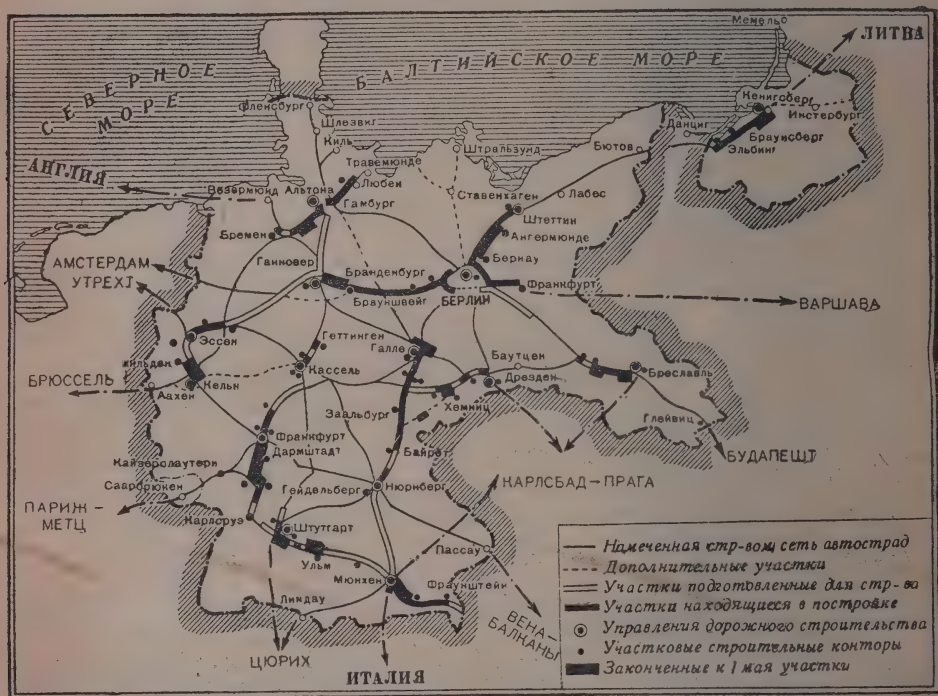 Мемель
ЛИТВА
СЕВЕРНОЕ
МОРЕ
БАЛТИЙСКОЕ МОРЕ
Фленсбург
Шлезвиг
Киль
Штральзунд
Кенигсберг
Инстербург
Данциг
Браунсберг
Эльбинг
Бютов
Травемюнде
Любек
АНГЛИЯ
Везермюнд
Альтона
Гамбург
Ставенхаген
Лабес
Штеттин
Бремен
Ангермюнде
Бернау
Ганновер
АМСТЕРДАМ
УТРЕХТ
Бранденбург
Брауншвейг
БЕРЛИН
Франкфурт
ВАРШАВА
Эссен
Геттинген
Галле
Хильден
Кассель
Баутцен
Бреславль
БРЮССЕЛЬ
Аахен
Кельн
Дрезден
Хемниц
Заальбург
Глейвиц
Франкфурт
Дармштадт
Байрет
БУДАПЕШТ
Кайзерслаутерн
Саарбрюкен
Гейдельберг
Нюрнберг
КАРЛСБАД–ПРАГА
ПАРИЖ–
МЕТЦ
Карлсруэ
Штутгарт
Пассау
Ульм
Мюнхен
Фраунштейн
Линдау
ВЕНА–
БАЛКАНЫ
ЦЮРИХ
ИТАЛИЯ
Намеченная стр-вом сеть автострад
Дополнительные участки
Участки подготовленные для стр-ва
Участки находящиеся в постройке
Управления дорожного строительства
Участковые строительные конторы
Законченные к 1 мая участки